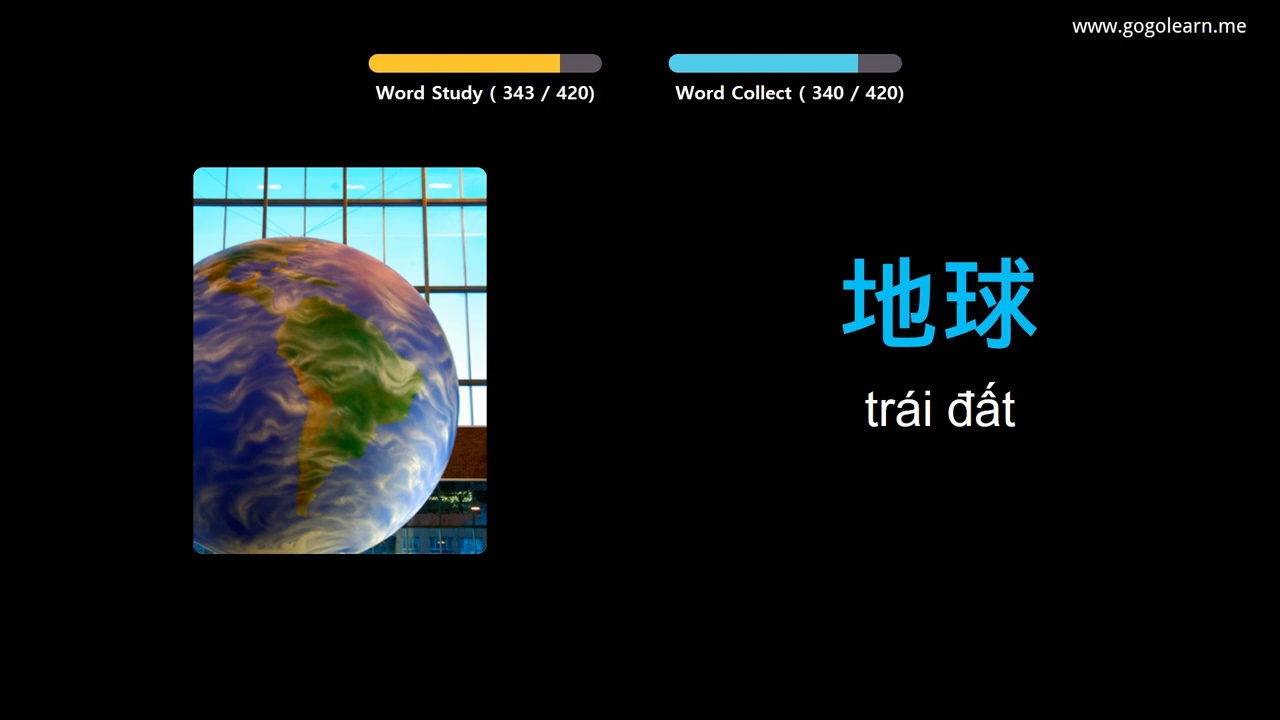 www.gogolearn.me
Word Study ( 343 / 420)
Word Collect ( 340 / 420)
地球
trái đất